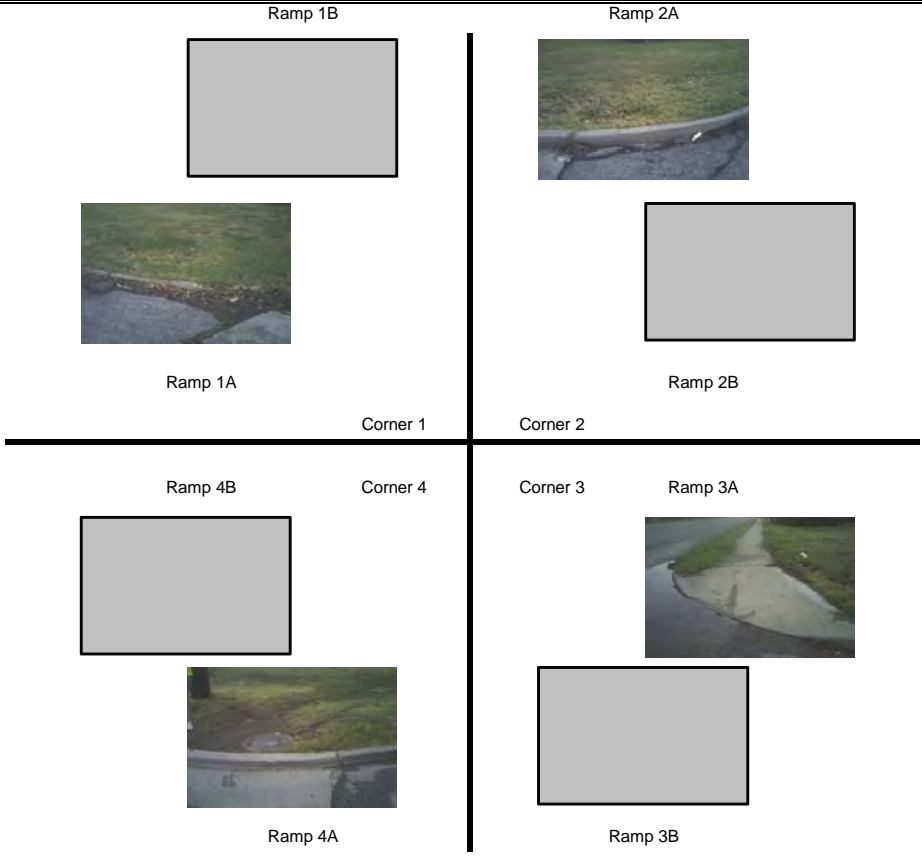 Ramp 1B Ramp 2A
Ramp 1A Ramp 2B
Corner 1 Corner 2
Ramp 4B Corner 4 Corner 3 Ramp 3A
Ramp 4A Ramp 3B